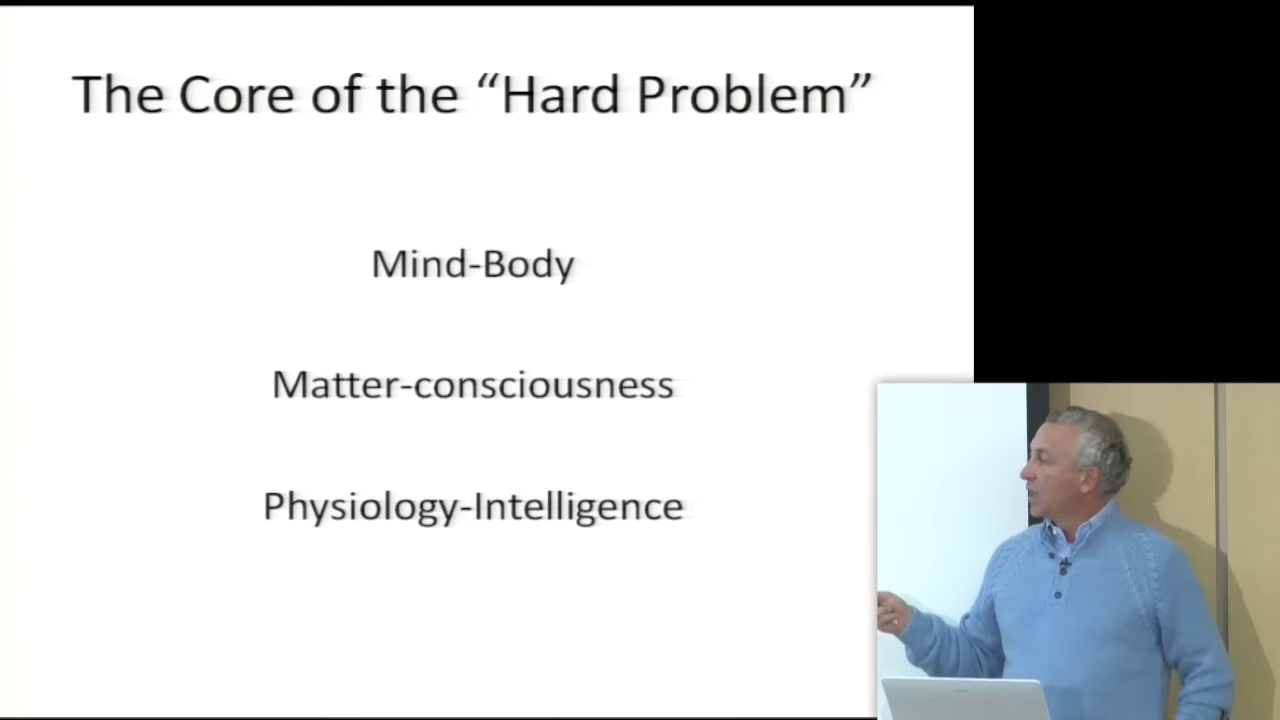 The Core of the “Hard Problem”
Mind-Body
Matter-consciousness
Physiology-Intelligence